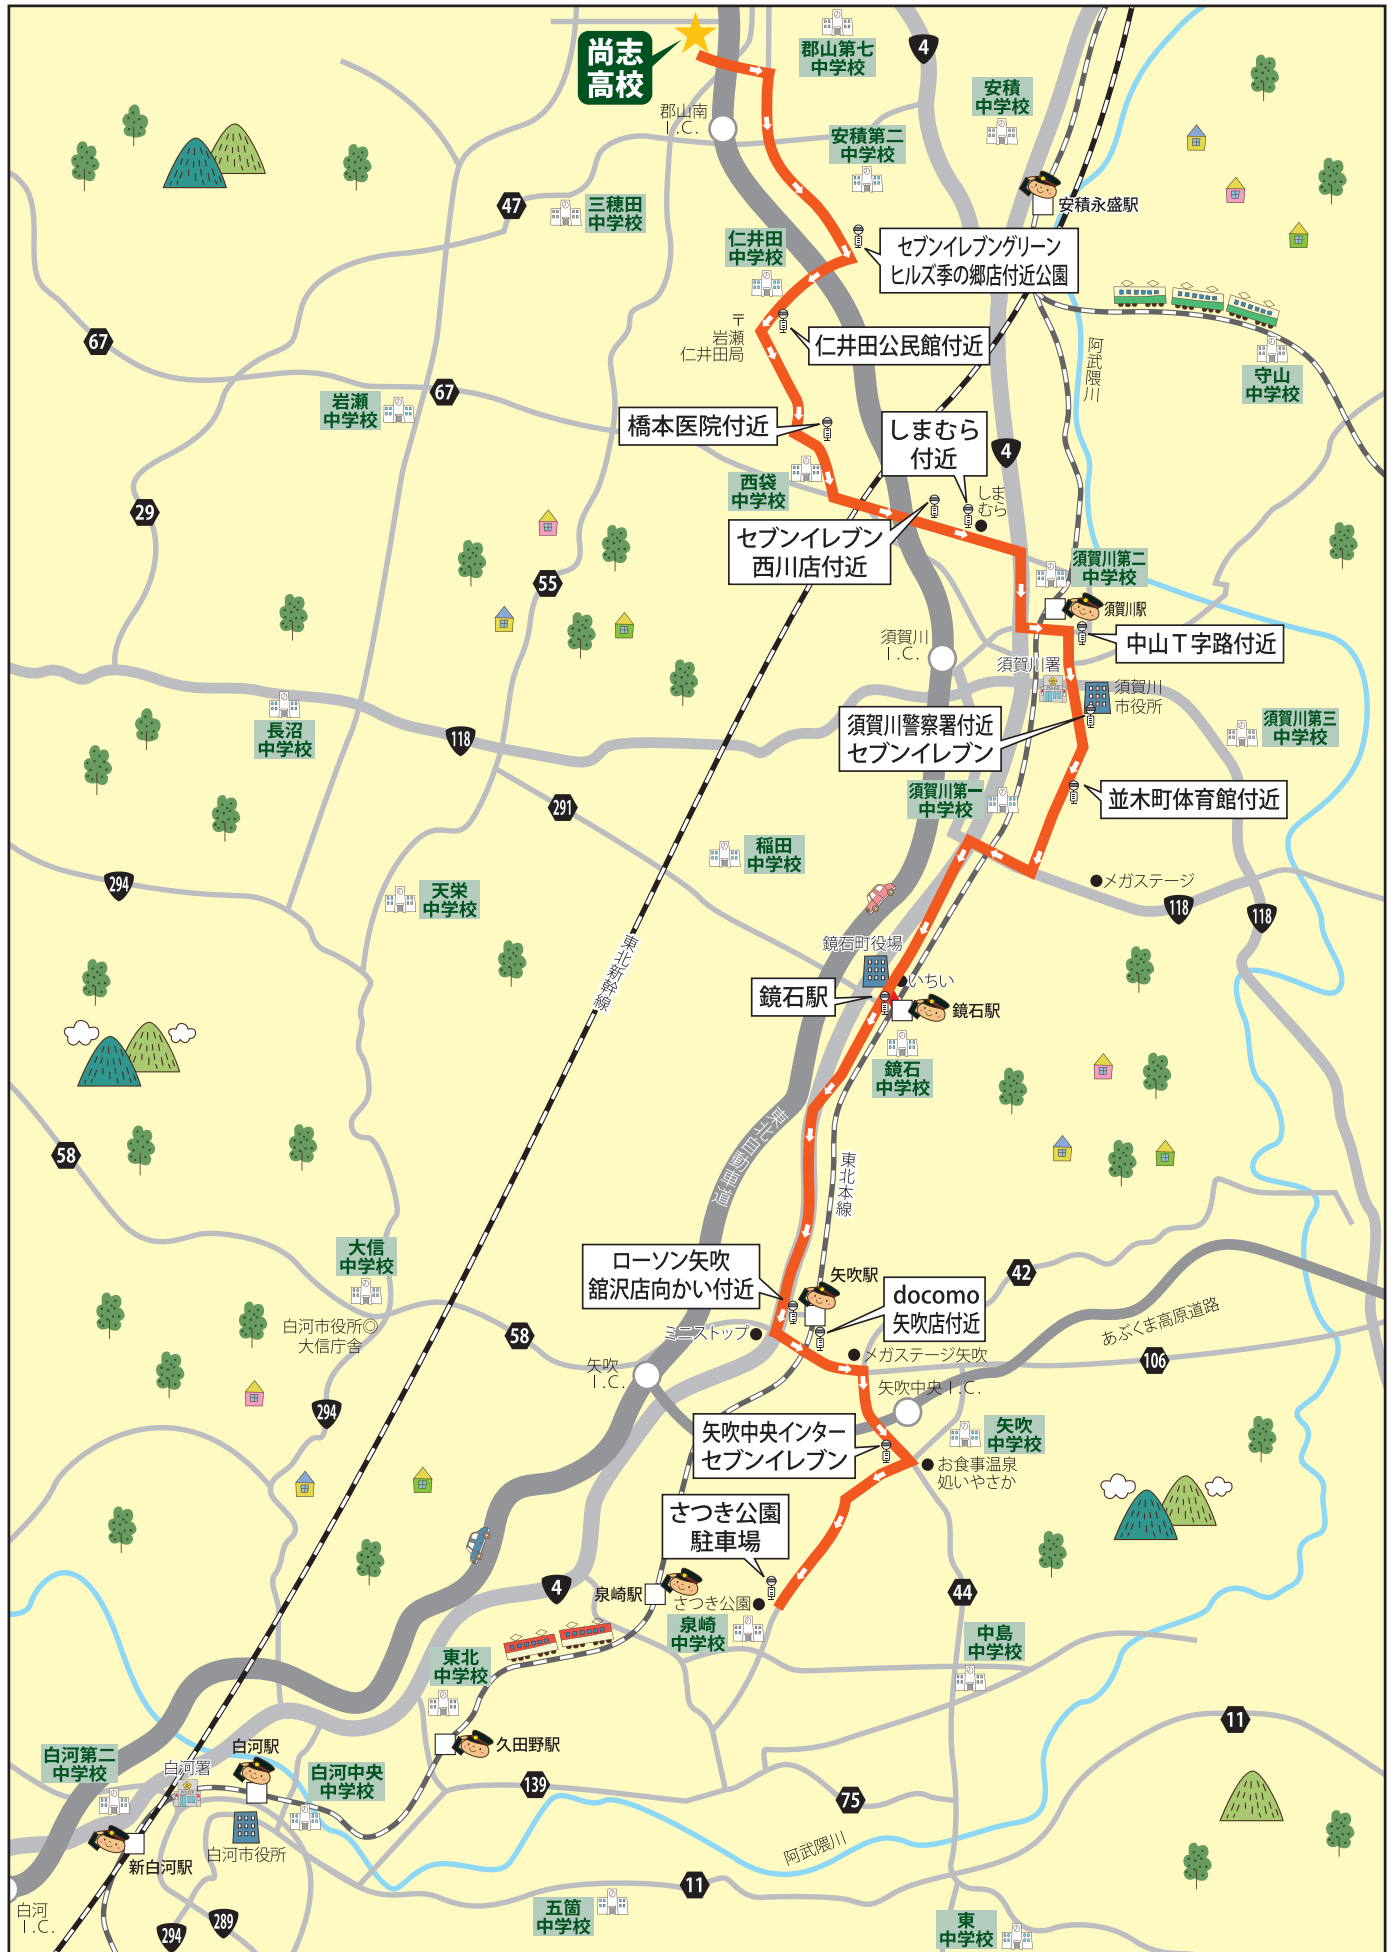 尚志
高校
郡山第七
中学校
4
安積
中学校
郡山南
I.C.
安積第二
中学校
47
三穂田
中学校
安積永盛駅
仁井田
中学校
セブンイレブングリーン
ヒルズ季の郷店付近公園
67
〒
岩瀬
仁井田局
仁井田公民館付近
阿武隈川
守山
中学校
岩瀬
中学校
67
橋本医院付近
しまむら
付近
4
西袋
中学校
しま
むら
29
セブンイレブン
西川店付近
55
須賀川第二
中学校
須賀川駅
須賀川
I.C.
中山T字路付近
須賀川署
須賀川
市役所
長沼
中学校
118
須賀川警察署付近
セブンイレブン
須賀川第三
中学校
291
須賀川第一
中学校
並木町体育館付近
稲田
中学校
294
天栄
中学校
メガステージ
118
118
東北新幹線
鏡石町役場
いちい
鏡石駅
鏡石駅
鏡石
中学校
58
東北自動車道
東北本線
大信
中学校
ローソン矢吹
舘沢店向かい付近
矢吹駅
42
docomo
矢吹店付近
白河市役所◎
大信庁舎
58
ミニストップ
あぶくま高原道路
メガステージ矢吹
106
矢吹
I.C.
矢吹中央I.C.
294
矢吹中央インター
セブンイレブン
矢吹
中学校
お食事温泉
処いやさか
さつき公園
駐車場
4
泉崎駅
さつき公園
44
泉崎
中学校
中島
中学校
東北
中学校
11
白河第二
中学校
白河署
白河駅
久田野駅
白河中央
中学校
139
75
新白河駅
白河市役所
阿武隈川
11
白河
I.C.
294
289
五箇
中学校
東
中学校